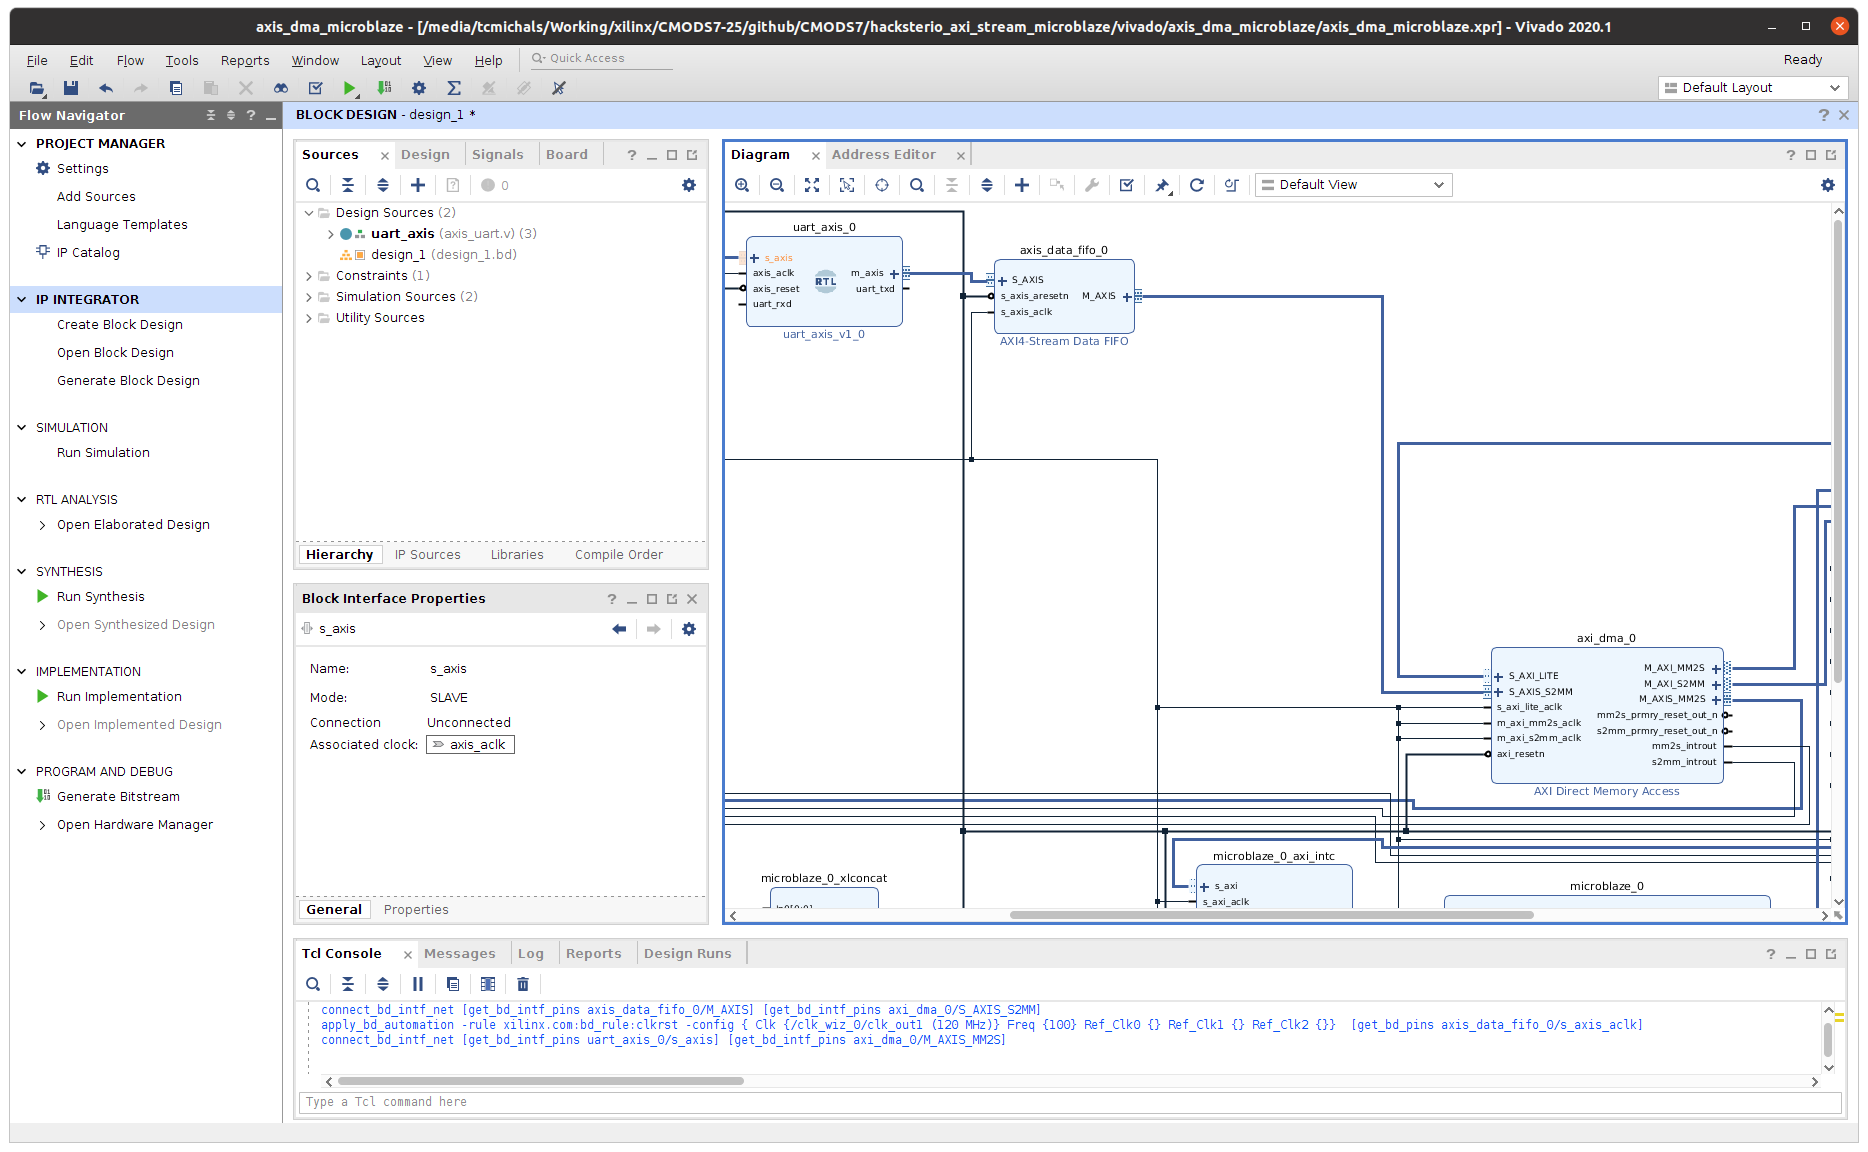 axis_dma_microblaze - [/media/tcmichals/Working/xilinx/CMODS7-25/github/CMODS7/hacksterio_axi_stream_microblaze/vivado/axis_dma_microblaze/axis_dma_microblaze.xpr] - Vivado 2020.1
File Edit Flow Tools Reports Window Layout View Help Quick Access Ready
Default Layout
Flow Navigator
PROJECT MANAGER
Settings
Add Sources
Language Templates
IP Catalog
IP INTEGRATOR
Create Block Design
Open Block Design
Generate Block Design
SIMULATION
Run Simulation
RTL ANALYSIS
Open Elaborated Design
SYNTHESIS
Run Synthesis
Open Synthesized Design
IMPLEMENTATION
Run Implementation
Open Implemented Design
PROGRAM AND DEBUG
Generate Bitstream
Open Hardware Manager
BLOCK DESIGN - design_1 *
Sources Design Signals Board
0
Design Sources (2)
uart_axis (axis_uart.v) (3)
design_1 (design_1.bd)
Constraints (1)
Simulation Sources (2)
Utility Sources
Hierarchy IP Sources Libraries Compile Order
Block Interface Properties
s_axis
Name: s_axis
Mode: SLAVE
Connection Unconnected
Associated clock: axis_aclk
General Properties
Diagram Address Editor
Default View
uart_axis_0
s_axis
axis_aclk
axis_reset
uart_rxd
RTL
m_axis
uart_txd
uart_axis_v1_0
axis_data_fifo_0
S_AXIS
s_axis_aresetn
s_axis_aclk
M_AXIS
AXI4-Stream Data FIFO
axi_dma_0
S_AXI_LITE
S_AXIS_S2MM
s_axi_lite_aclk
m_axi_mm2s_aclk
m_axi_s2mm_aclk
axi_resetn
M_AXI_MM2S
M_AXI_S2MM
M_AXIS_MM2S
mm2s_prmry_reset_out_n
s2mm_prmry_reset_out_n
mm2s_introut
s2mm_introut
AXI Direct Memory Access
microblaze_0_xlconcat
microblaze_0_axi_intc
s_axi
s_axi_aclk
microblaze_0
Tcl Console Messages Log Reports Design Runs
connect_bd_intf_net [get_bd_intf_pins axis_data_fifo_0/M_AXIS] [get_bd_intf_pins axi_dma_0/S_AXIS_S2MM]
apply_bd_automation -rule xilinx.com:bd_rule:clkrst -config { Clk {/clk_wiz_0/clk_out1 (120 MHz)} Freq {100} Ref_Clk0 {} Ref_Clk1 {} Ref_Clk2 {}} [get_bd_pins axis_data_fifo_0/s_axis_aclk]
connect_bd_intf_net [get_bd_intf_pins uart_axis_0/s_axis] [get_bd_intf_pins axi_dma_0/M_AXIS_MM2S]
Type a Tcl command here